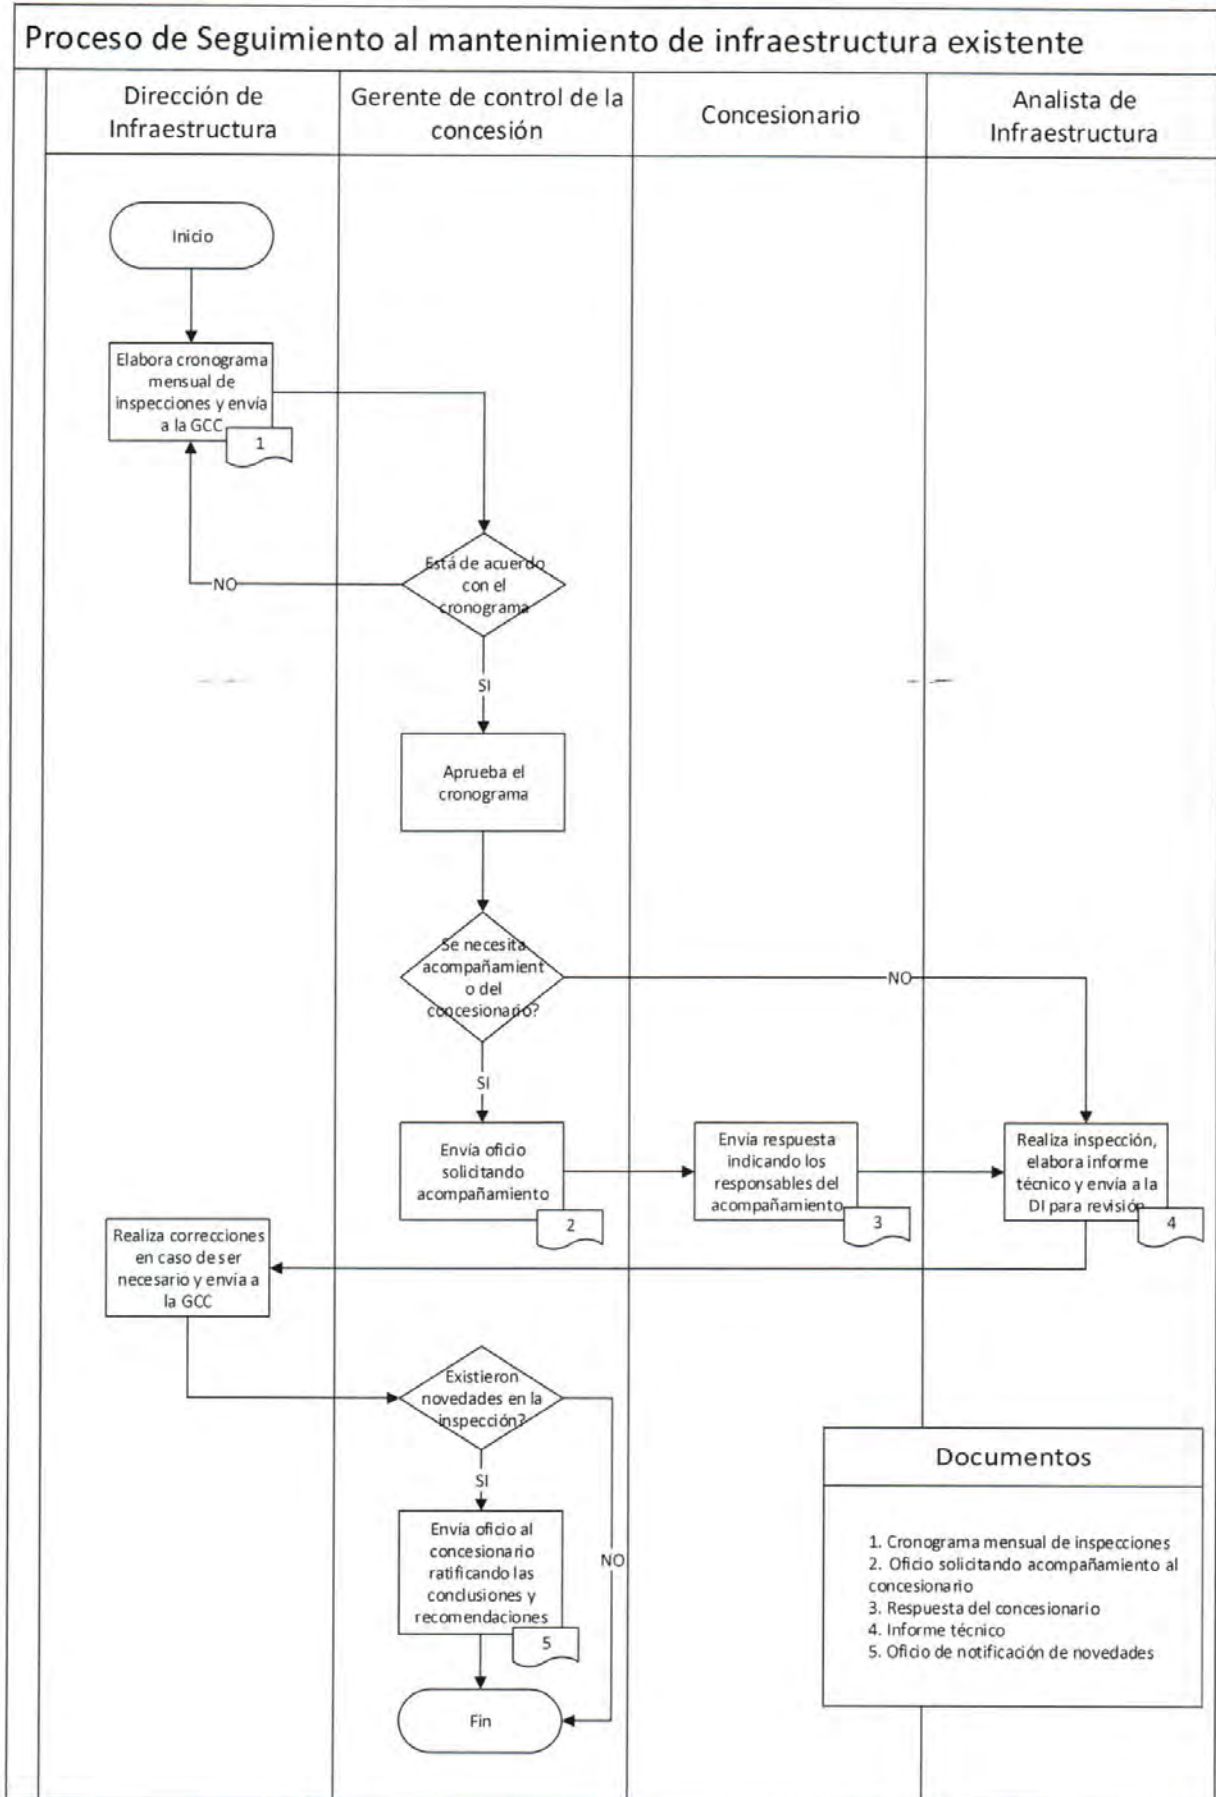 Proceso de Seguimiento al mantenimiento de infraestructura existente
Dirección de
Infraestructura
Gerente de control de la
concesión
Concesionario
Analista de
Infraestructura
Inicio
Elabora cronograma
mensual de
inspecciones y envía
a la GCC
1
Está de acuerdo
con el
cronograma
NO
SI
Aprueba el
cronograma
Se necesita
acompañamient
o del
concesionario?
NO
SI
Envía oficio
solicitando
acompañamiento
2
Envía respuesta
indicando los
responsables del
acompañamiento
3
Realiza inspección,
elabora informe
técnico y envía a la
DI para revisión
4
Realiza correcciones
en caso de ser
necesario y envía a
la GCC
Existieron
novedades en la
inspección?
SI
NO
Envía oficio al
concesionario
ratificando las
conclusiones y
recomendaciones
5
Fin
Documentos
1. Cronograma mensual de inspecciones
2. Oficio solicitando acompañamiento al
concesionario
3. Respuesta del concesionario
4. Informe técnico
5. Oficio de notificación de novedades